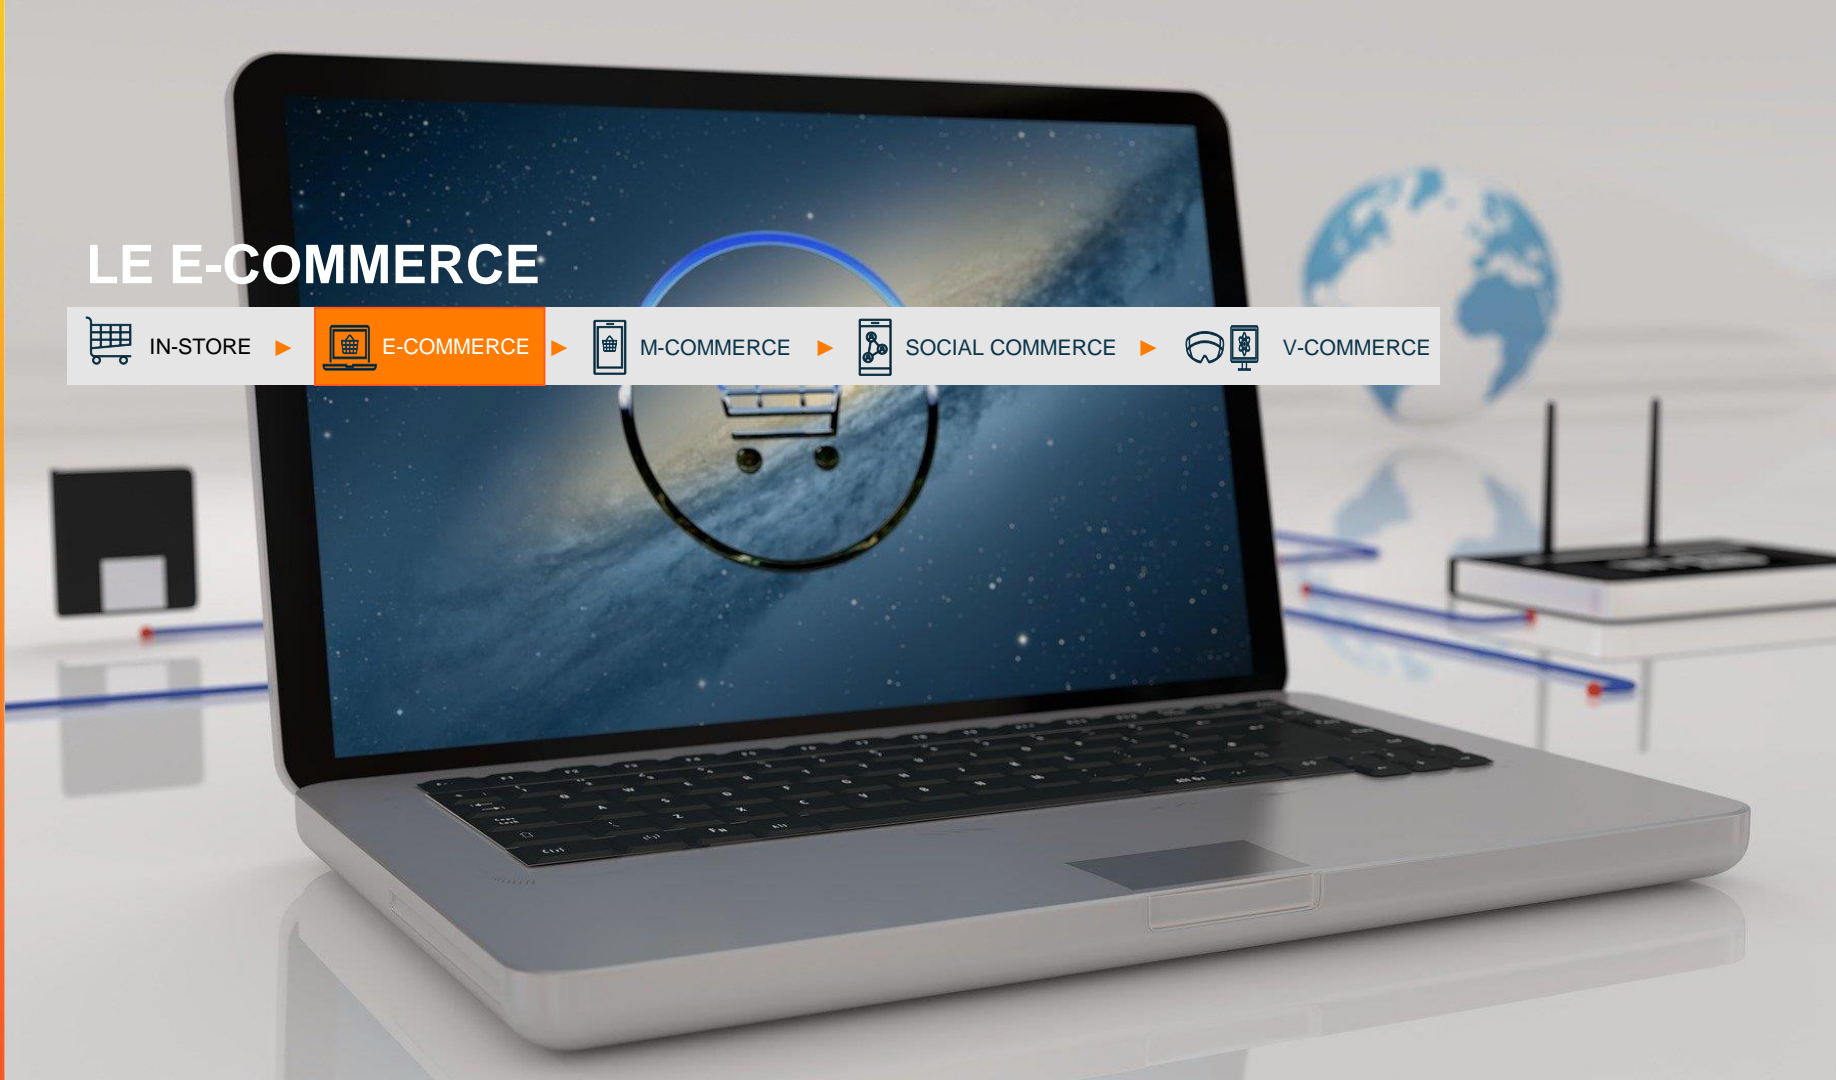 LE E-COMMERCE
IN-STORE ► E-COMMERCE ► M-COMMERCE ► SOCIAL COMMERCE ► V-COMMERCE